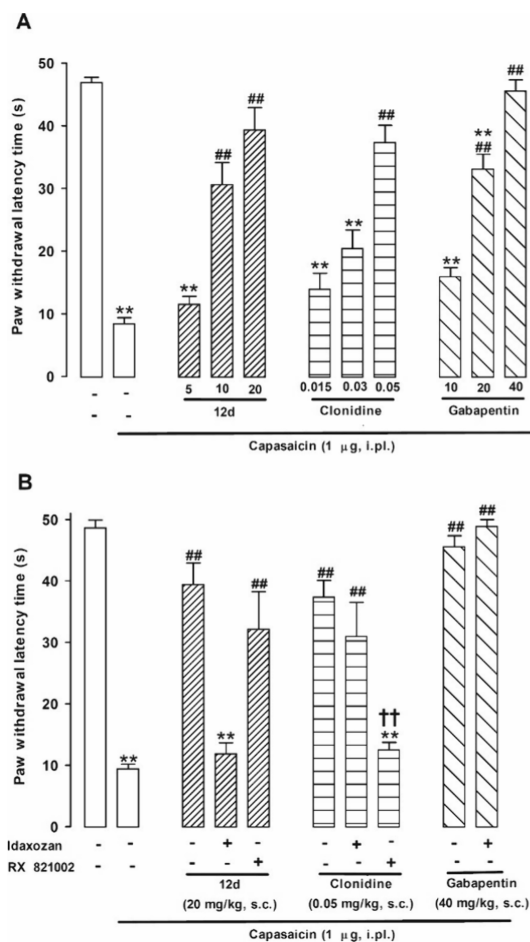 A
Paw withdrawal latency time (s)
50
40
30
20
10
0
**
**
##
##
**
**
##
**
**
##
##
- - 5 10 20 0.015 0.03 0.05 10 20 40
- - 12d Clonidine Gabapentin
Capasaicin (1 μg, i.pl.)
B
Paw withdrawal latency time (s)
50
40
30
20
10
0
**
##
**
##
##
##
††
**
##
##
Idaxozan - - - + - - + - - +
RX 821002 - - - - + - - + - -
12d Clonidine Gabapentin
(20 mg/kg, s.c.) (0.05 mg/kg, s.c.) (40 mg/kg, s.c.)
Capasaicin (1 μg, i.pl.)